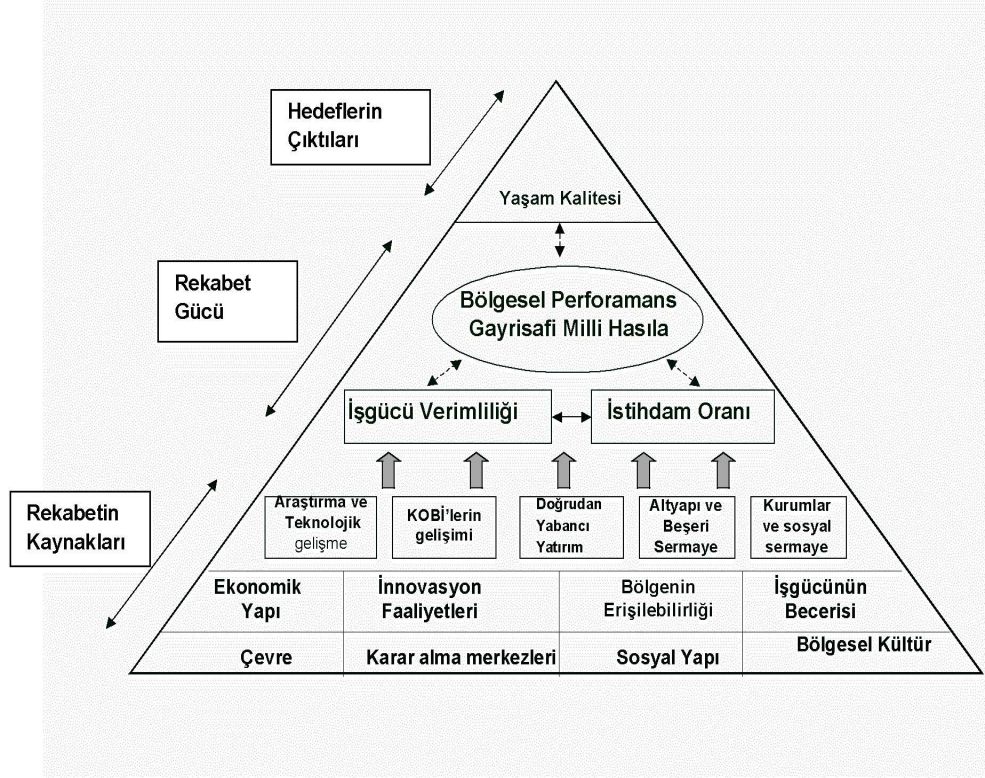 Hedeflerin
Çıktıları
Yaşam Kalitesi
Rekabet
Gücü
Bölgesel Perforamans
Gayrisafi Milli Hasıla
İşgücü Verimliliği
İstihdam Oranı
Rekabetin
Kaynakları
Araştırma ve
Teknolojik
gelişme
KOBİ'lerin
gelişimi
Doğrudan
Yabancı
Yatırım
Altyapı ve
Beşeri
Sermaye
Kurumlar
ve sosyal
sermaye
Ekonomik
Yapı
İnnovasyon
Faaliyetleri
Bölgenin
Erişilebilirliği
İşgücünün
Becerisi
Çevre
Karar alma merkezleri
Sosyal Yapı
Bölgesel Kültür